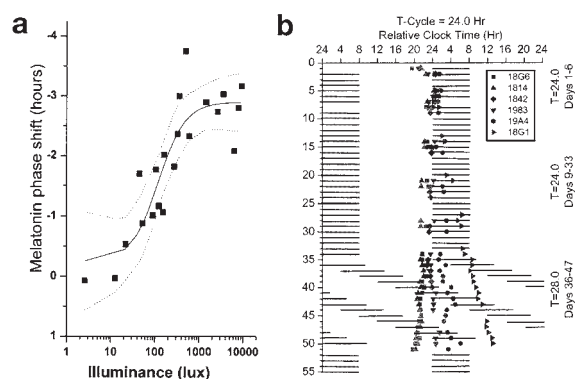 a
Melatonin phase shift (hours)
-4
-3
-2
-1
0
1
1
10
100
1000
10000
Illuminance (lux)
b
T-Cycle = 24.0 Hr
Relative Clock Time (Hr)
24 4 8 20 24 4 8 12 16 20 24
0
5
10
15
20
25
30
35
40
45
50
55
18G6
1814
1842
1983
19A4
18G1
T=24.0
Days 1-6
T=24.0
Days 9-33
T=28.0
Days 36-47